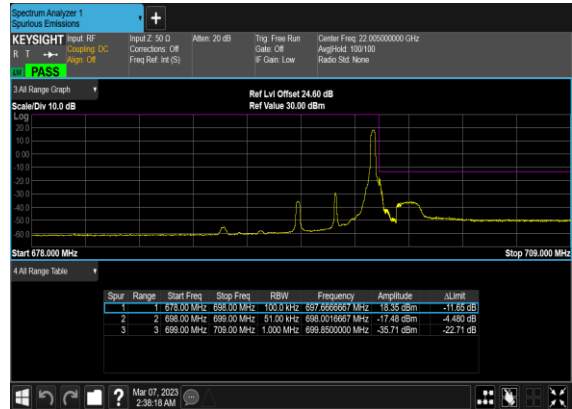 Spectrum Analyzer 1
Spurious Emissions
KEYSIGHT Input: RF Input Z: 50 Ω Atten: 20 dB Trig: Free Run Center Freq: 22.005000000 GHz
R T Coupling: DC Corrections: Off Gate: Off Avg|Hold: 100/100
Align: Off Freq Ref: Int (S) IF Gain: Low Radio Std: None
LW PASS
3 All Range Graph
Ref Lvl Offset 24.60 dB
Scale/Div 10.0 dB Ref Value 30.00 dBm
Log
20.0
10.0
0.00
-10.0
-20.0
-30.0
-40.0
-50.0
-60.0
Start 678.000 MHz Stop 709.000 MHz
4 All Range Table
Spur Range Start Freq Stop Freq RBW Frequency Amplitude ΔLimit
1 1 678.00 MHz 698.00 MHz 100.0 kHz 697.6666667 MHz 18.35 dBm -11.65 dB
2 2 698.00 MHz 699.00 MHz 51.00 kHz 698.0016667 MHz -17.48 dBm -4.480 dB
3 3 699.00 MHz 709.00 MHz 1.000 MHz 699.8500000 MHz -35.71 dBm -22.71 dB
? Mar 07, 2023
2:38:18 AM